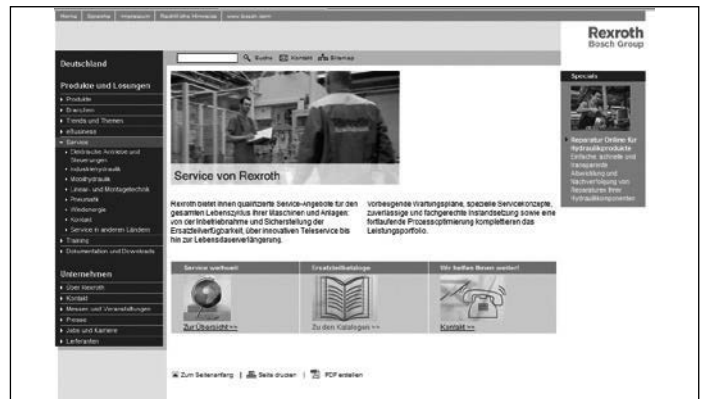 Home | Sprache | Impressum | Rechtliche Hinweise | www.bosch.com
Rexroth
Bosch Group
Suche Kontakt Sitemap
Deutschland
Produkte und Lösungen
Produkte
Branchen
Trends und Themen
eBusiness
Service
Elektrische Antriebe und
Steuerungen
Industriehydraulik
Mobilhydraulik
Linear- und Montagetechnik
Pneumatik
Windenergie
Kontakt
Service in anderen Ländern
Training
Dokumentation und Downloads
Unternehmen
Über Rexroth
Kontakt
Messen und Veranstaltungen
Presse
Jobs und Karriere
Lieferanten
Service von Rexroth
Rexroth bietet Ihnen qualifizierte Service-Angebote für den
gesamten Lebenszyklus Ihrer Maschinen und Anlagen:
von der Inbetriebnahme und Sicherstellung der
Ersatzteilverfügbarkeit, über innovativen Teleservice bis
hin zur Lebensdauerverlängerung.
Vorbeugende Wartungspläne, spezielle Servicekonzepte,
zuverlässige und fachgerechte Instandsetzung sowie eine
fortlaufende Prozessoptimierung komplettieren das
Leistungsportfolio.
Service weltweit
Zur Übersicht >>
Ersatzteilkataloge
Zu den Katalogen >>
Wir helfen Ihnen weiter!
Kontakt >>
Specials
Reparatur Online für
Hydraulikprodukte
Einfache, schnelle und
transparente
Abwicklung und
Nachverfolgung von
Reparaturen Ihrer
Hydraulikkomponenten
Zum Seitenanfang | Seite drucken | PDF erstellen